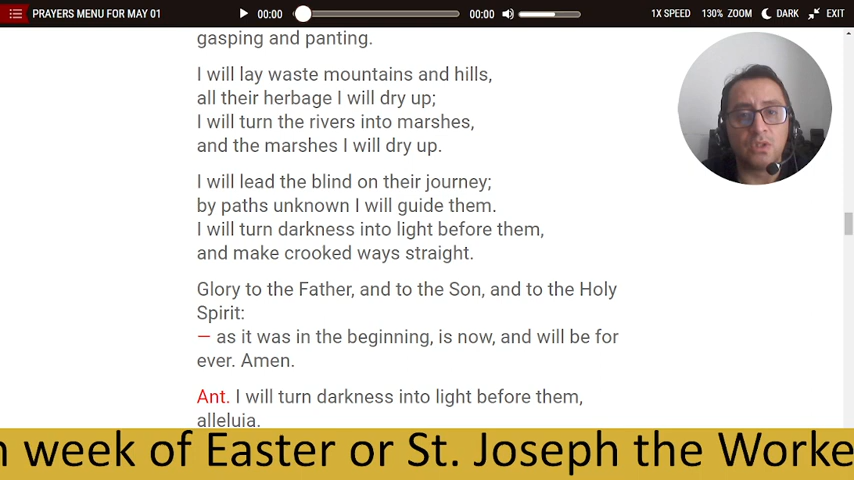 PRAYERS MENU FOR MAY 01 00:00 00:00 1X SPEED 130% ZOOM DARK EXIT
gasping and panting.
I will lay waste mountains and hills,
all their herbage I will dry up;
I will turn the rivers into marshes,
and the marshes I will dry up.
I will lead the blind on their journey;
by paths unknown I will guide them.
I will turn darkness into light before them,
and make crooked ways straight.
Glory to the Father, and to the Son, and to the Holy
Spirit:
— as it was in the beginning, is now, and will be for
ever. Amen.
Ant. I will turn darkness into light before them,
alleluia.
week of Easter or St. Joseph the Worke